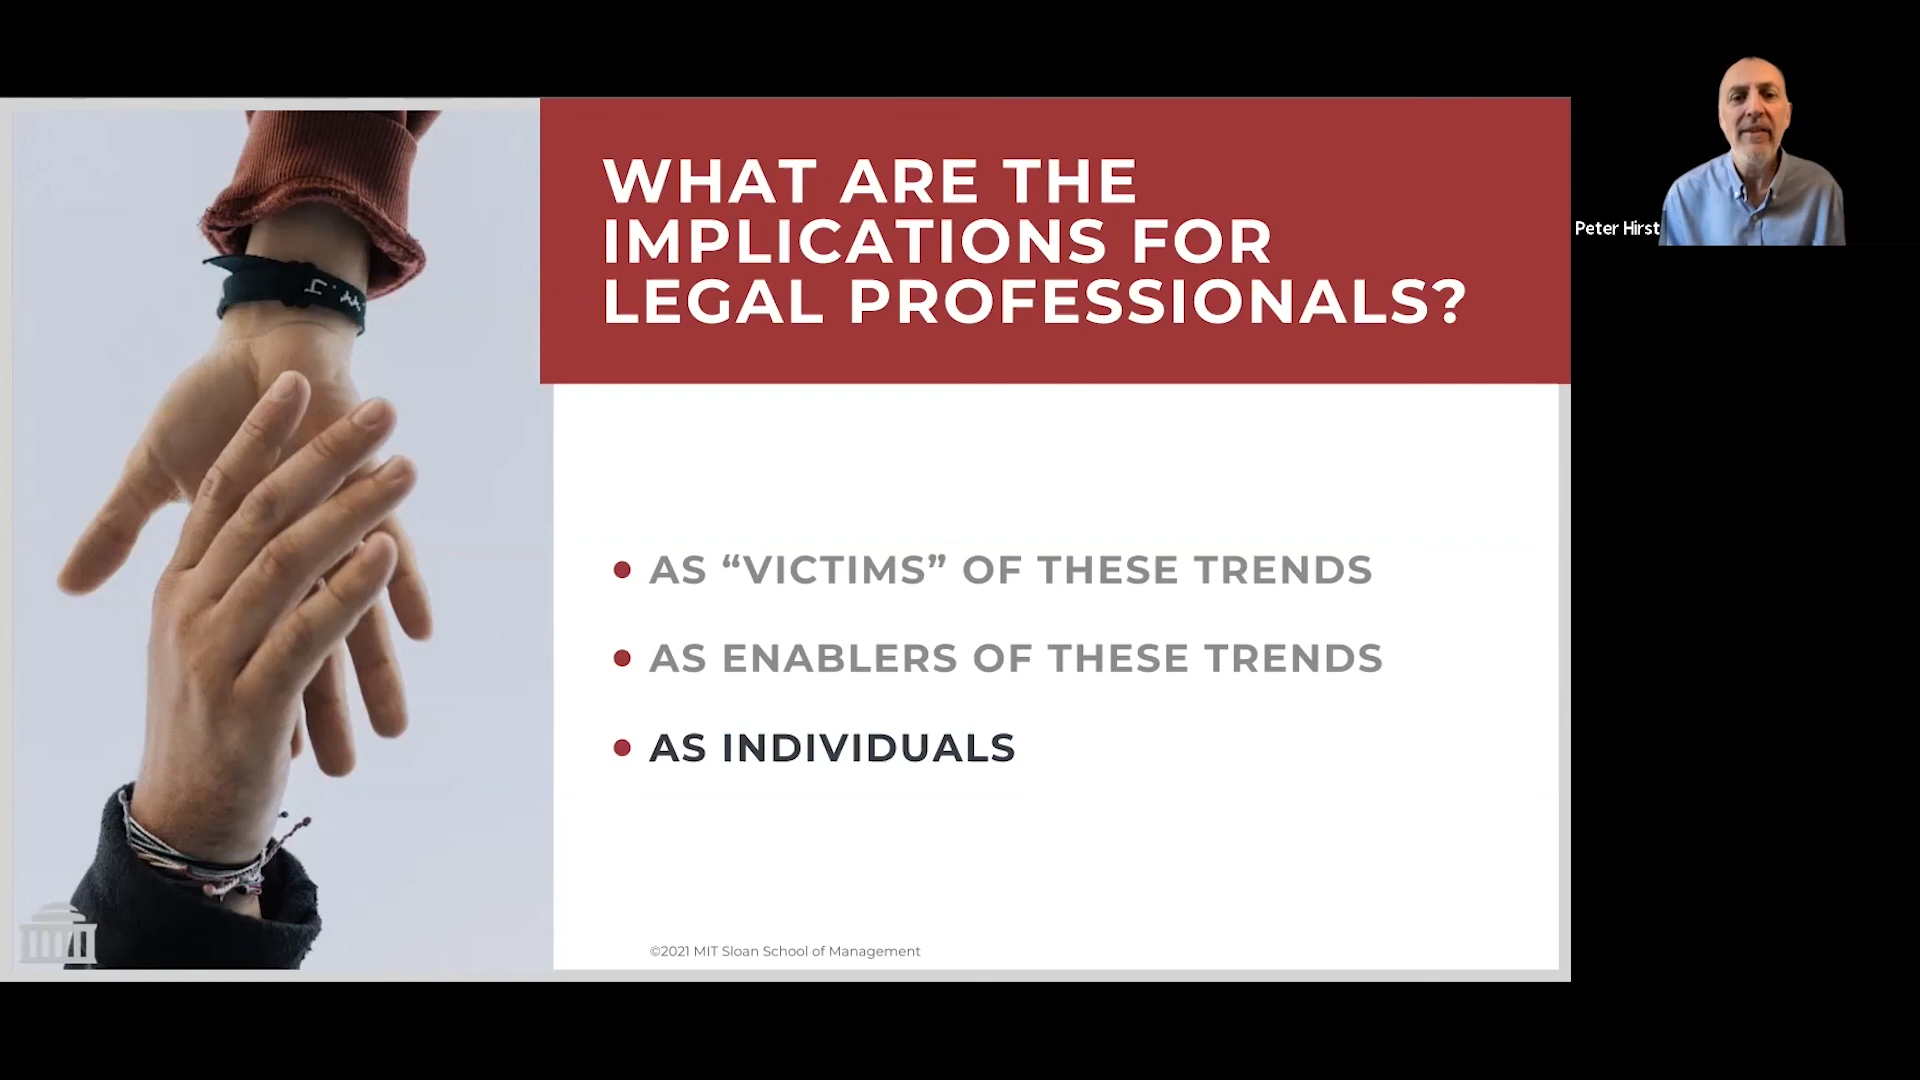 WHAT ARE THE
IMPLICATIONS FOR
LEGAL PROFESSIONALS?
Peter Hirst
• AS “VICTIMS” OF THESE TRENDS
• AS ENABLERS OF THESE TRENDS
• AS INDIVIDUALS
©2021 MIT Sloan School of Management